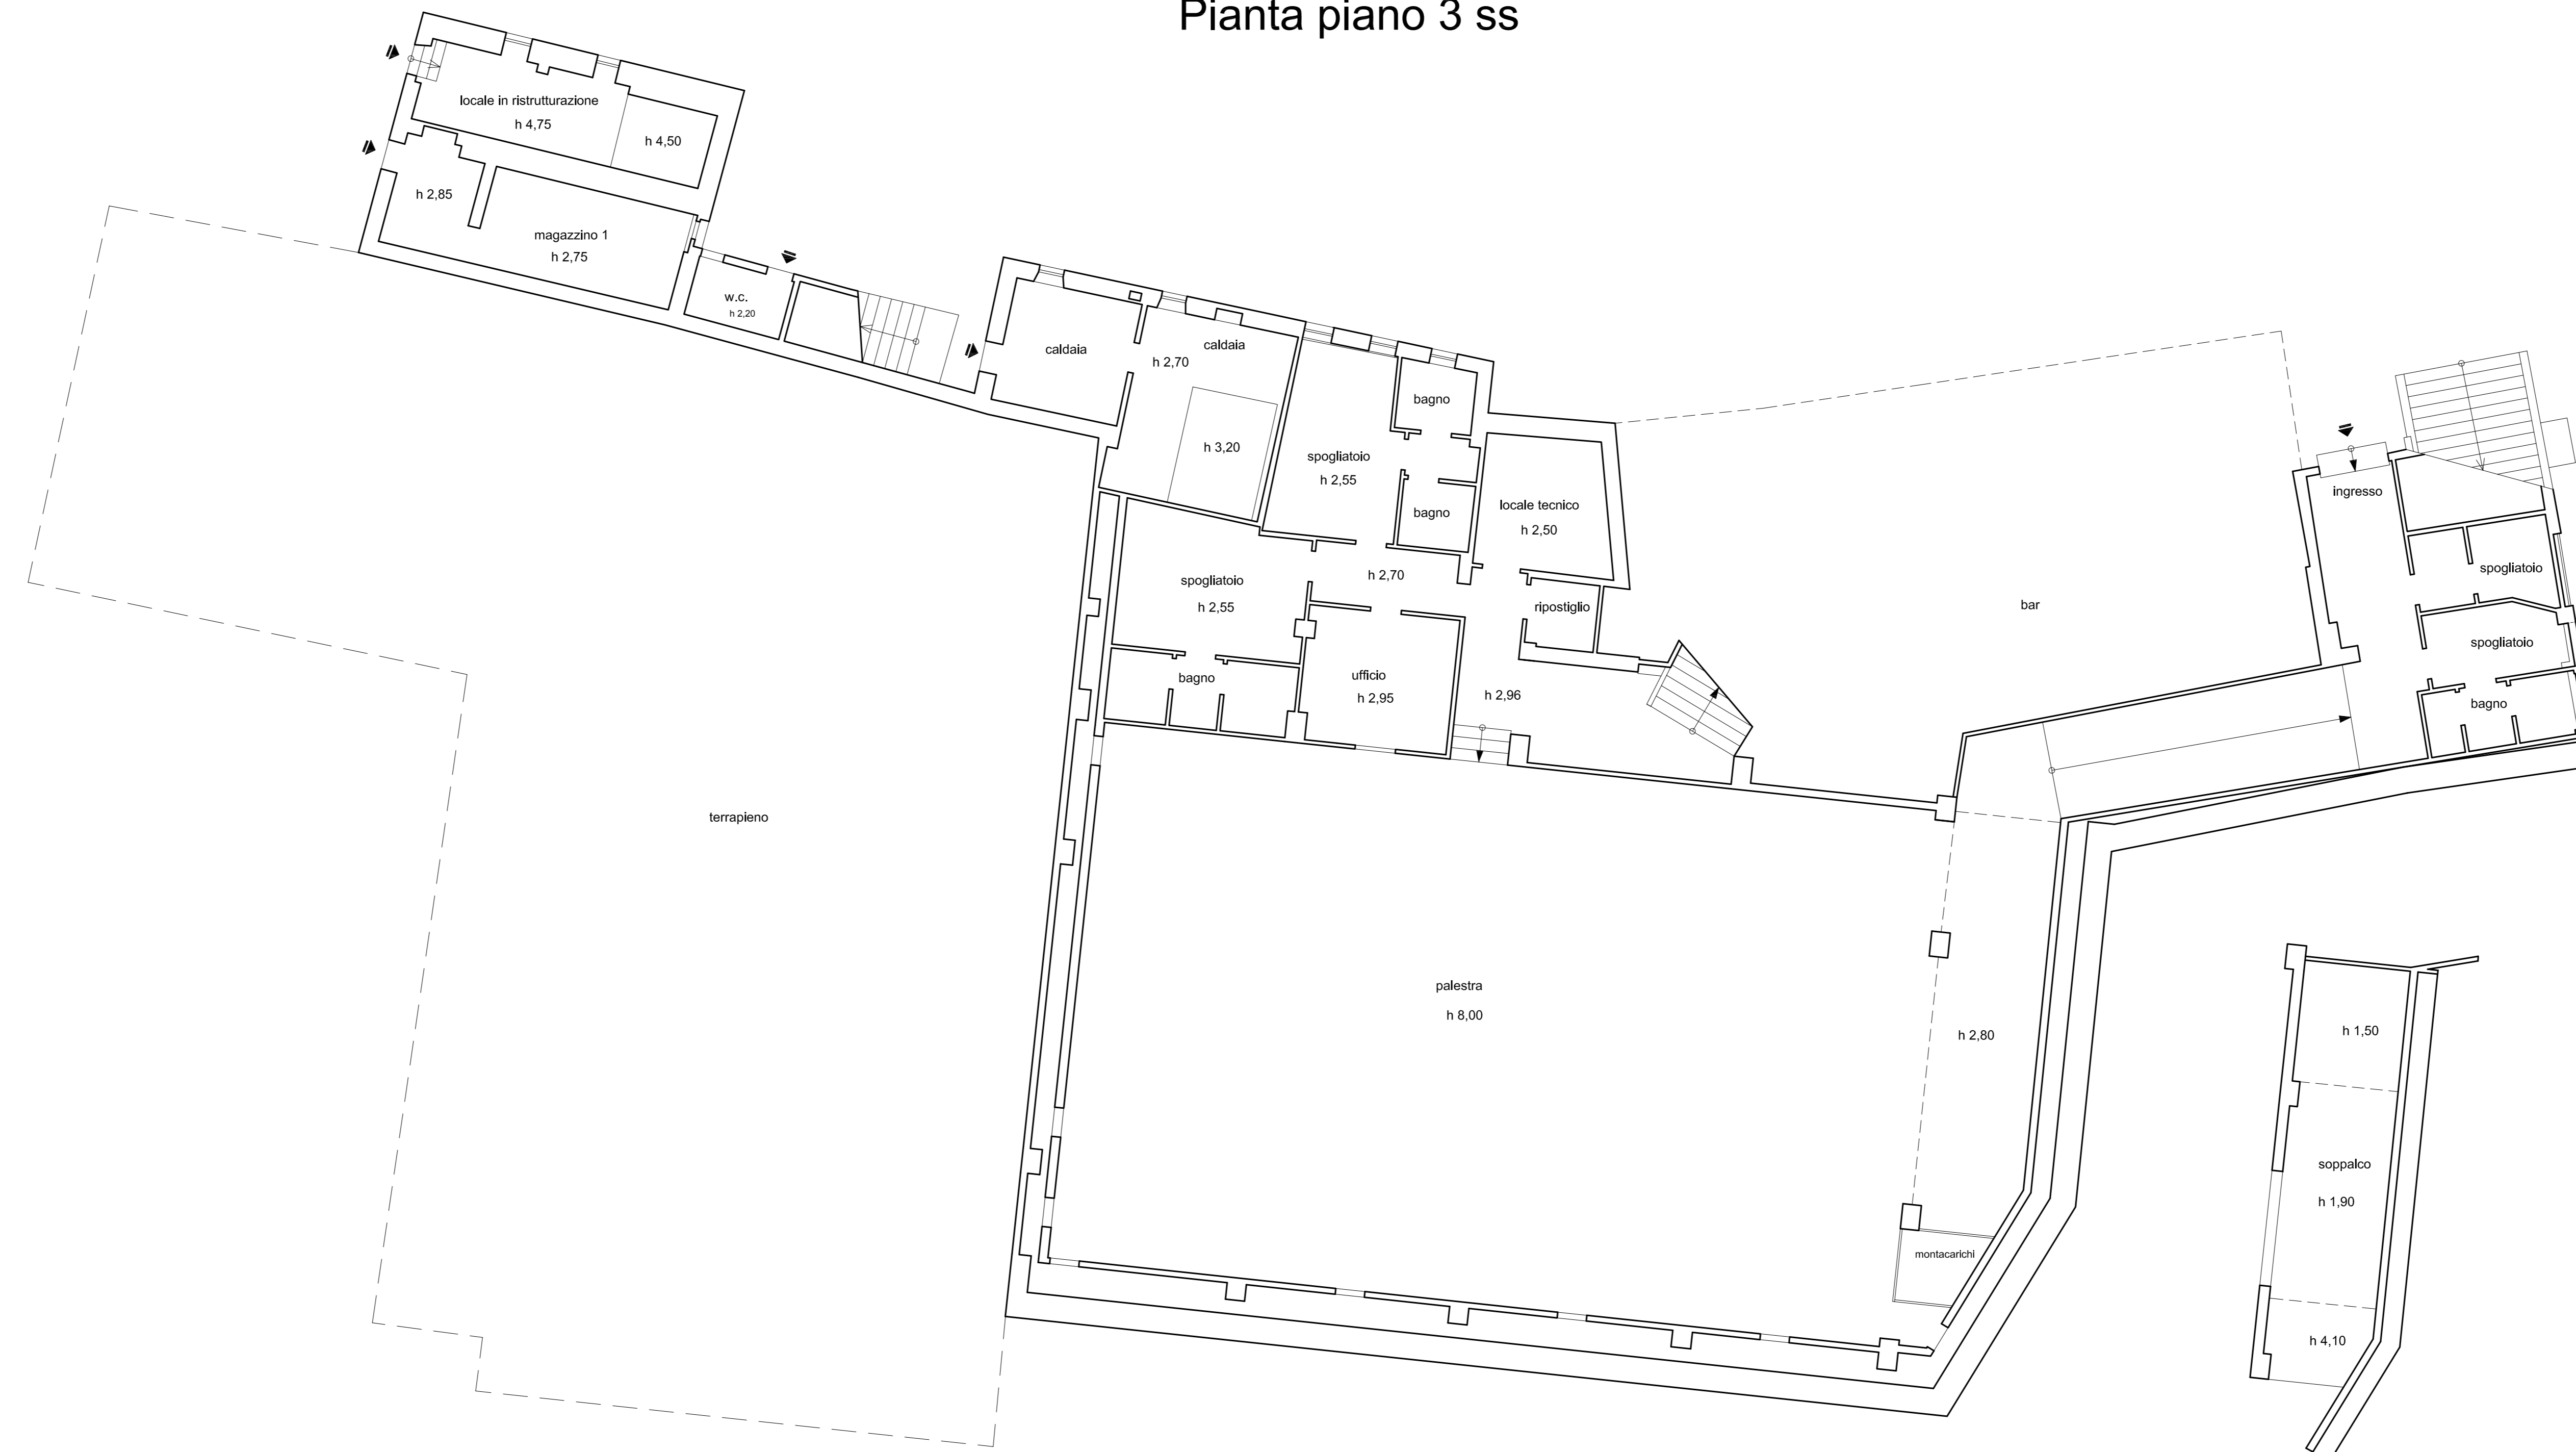 Pianta piano 3 ss
locale in ristrutturazione
h 4,75
h 4,50
h 2,85
magazzino 1
h 2,75
w.c.
h 2,20
caldaia
caldaia
h 2,70
h 3,20
bagno
spogliatoio
h 2,55
bagno
locale tecnico
h 2,50
h 2,70
spogliatoio
h 2,55
ripostiglio
bagno
ufficio
h 2,95
h 2,96
bar
ingresso
spogliatoio
spogliatoio
bagno
terrapieno
palestra
h 8,00
h 2,80
montacarichi
h 1,50
soppalco
h 1,90
h 4,10